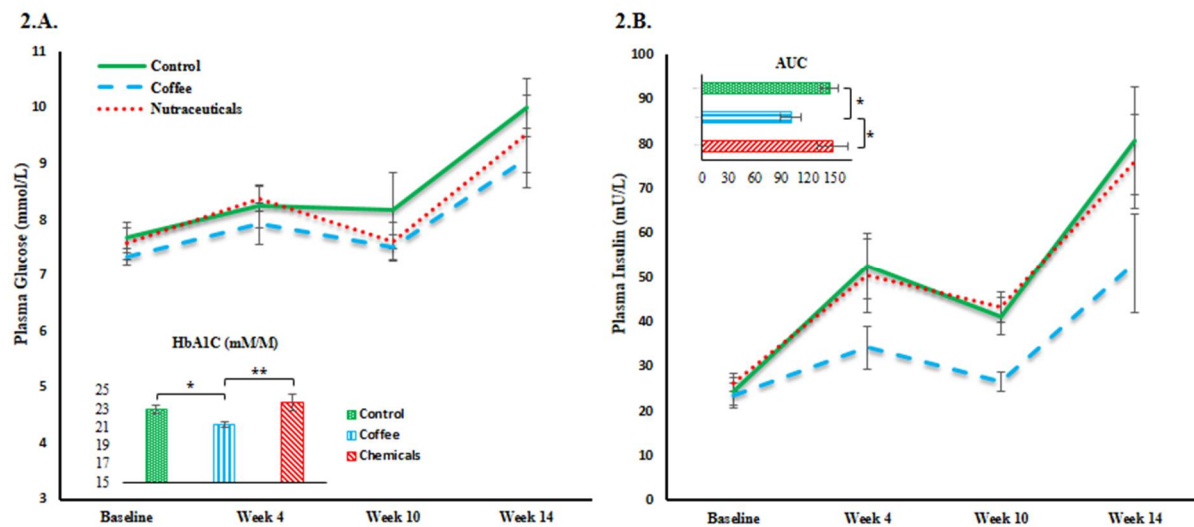 2.A.
Plasma Glucose (mmol/L)
11
10
9
8
7
6
5
4
3
Control
Coffee
Nutraceuticals
HbA1C (mM/M)
25
23
21
19
17
15
*
**
Control
Coffee
Chemicals
Baseline Week 4 Week 10 Week 14
2.B.
Plasma Insulin (mU/L)
100
90
80
70
60
50
40
30
20
10
0
AUC
*
*
0 30 60 90 120 150
Baseline Week 4 Week 10 Week 14